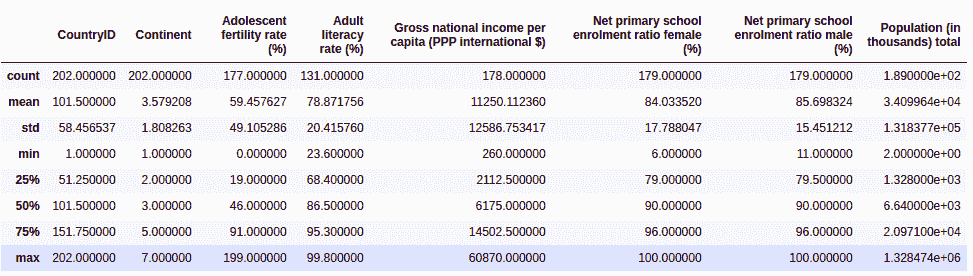 CountryID Continent Adolescent fertility rate (%) Adult literacy rate (%) Gross national income per capita (PPP international $) Net primary school enrolment ratio female (%) Net primary school enrolment ratio male (%) Population (in thousands) total
count 202.000000 202.000000 177.000000 131.000000 178.000000 179.000000 179.000000 1.890000e+02
mean 101.500000 3.579208 59.457627 78.871756 11250.112360 84.033520 85.698324 3.409964e+04
std 58.456537 1.808263 49.105286 20.415760 12586.753417 17.788047 15.451212 1.318377e+05
min 1.000000 1.000000 0.000000 23.600000 260.000000 6.000000 11.000000 2.000000e+00
25% 51.250000 2.000000 19.000000 68.400000 2112.500000 79.000000 79.500000 1.328000e+03
50% 101.500000 3.000000 46.000000 86.500000 6175.000000 90.000000 90.000000 6.640000e+03
75% 151.750000 5.000000 91.000000 95.300000 14502.500000 96.000000 96.000000 2.097100e+04
max 202.000000 7.000000 199.000000 99.800000 60870.000000 100.000000 100.000000 1.328474e+06